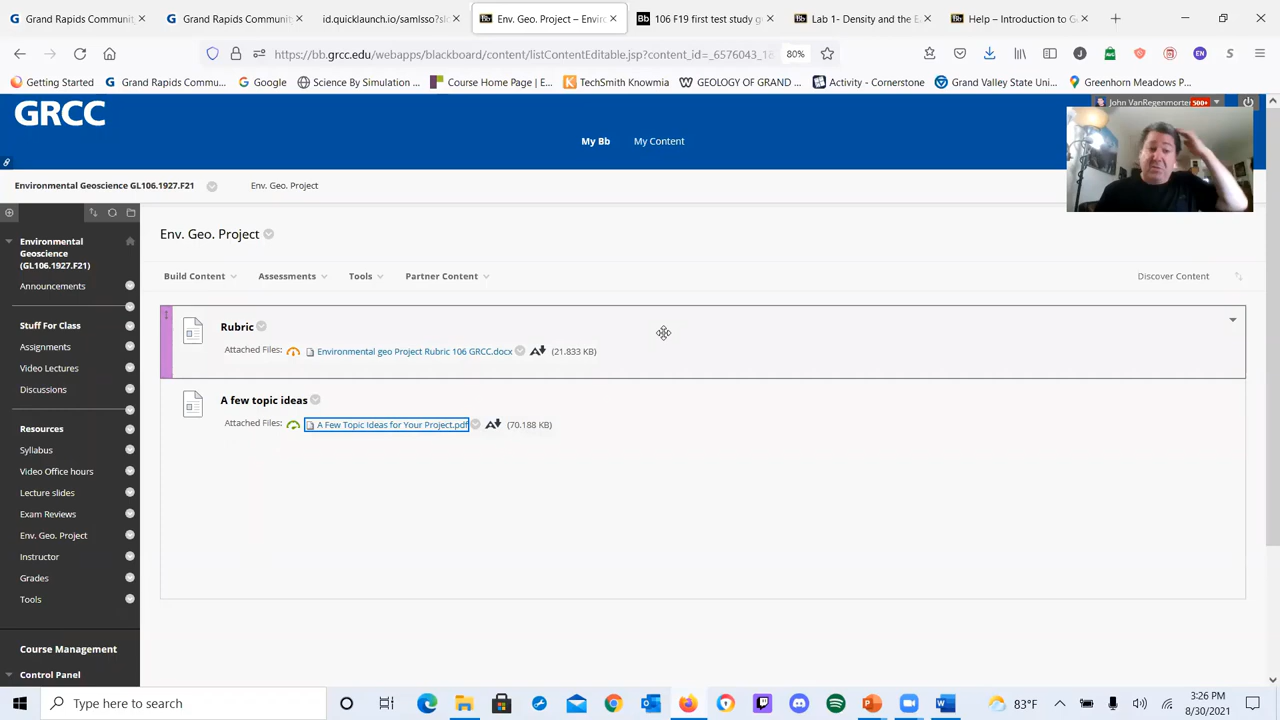 Grand Rapids Communit
Grand Rapids Communit
id.quicklaunch.io/samlsso?slo
Env. Geo. Project – Enviro
Bb 106 F19 first test study g
Lab 1- Density and the E
Help – Introduction to G
https://bb.grcc.edu/webapps/blackboard/content/listContentEditable.jsp?content_id=_6576043_1
80%
Getting Started
Grand Rapids Commu...
Google
Science By Simulation ...
Course Home Page | E...
TechSmith Knowmia
GEOLOGY OF GRAND ...
Activity - Cornerstone
Grand Valley State Uni...
Greenhorn Meadows P...
GRCC
John VanRegenmorter 500+
My Bb
My Content
Environmental Geoscience GL106.1927.F21
Env. Geo. Project
Environmental
Geoscience
(GL106.1927.F21)
Announcements
Stuff For Class
Assignments
Video Lectures
Discussions
Resources
Syllabus
Video Office hours
Lecture slides
Exam Reviews
Env. Geo. Project
Instructor
Grades
Tools
Course Management
Control Panel
Env. Geo. Project
Build Content
Assessments
Tools
Partner Content
Discover Content
Rubric
Attached Files: Environmental geo Project Rubric 106 GRCC.docx (21.833 KB)
A few topic ideas
Attached Files: A Few Topic Ideas for Your Project.pdf (70.188 KB)
Type here to search
83°F
3:26 PM
8/30/2021